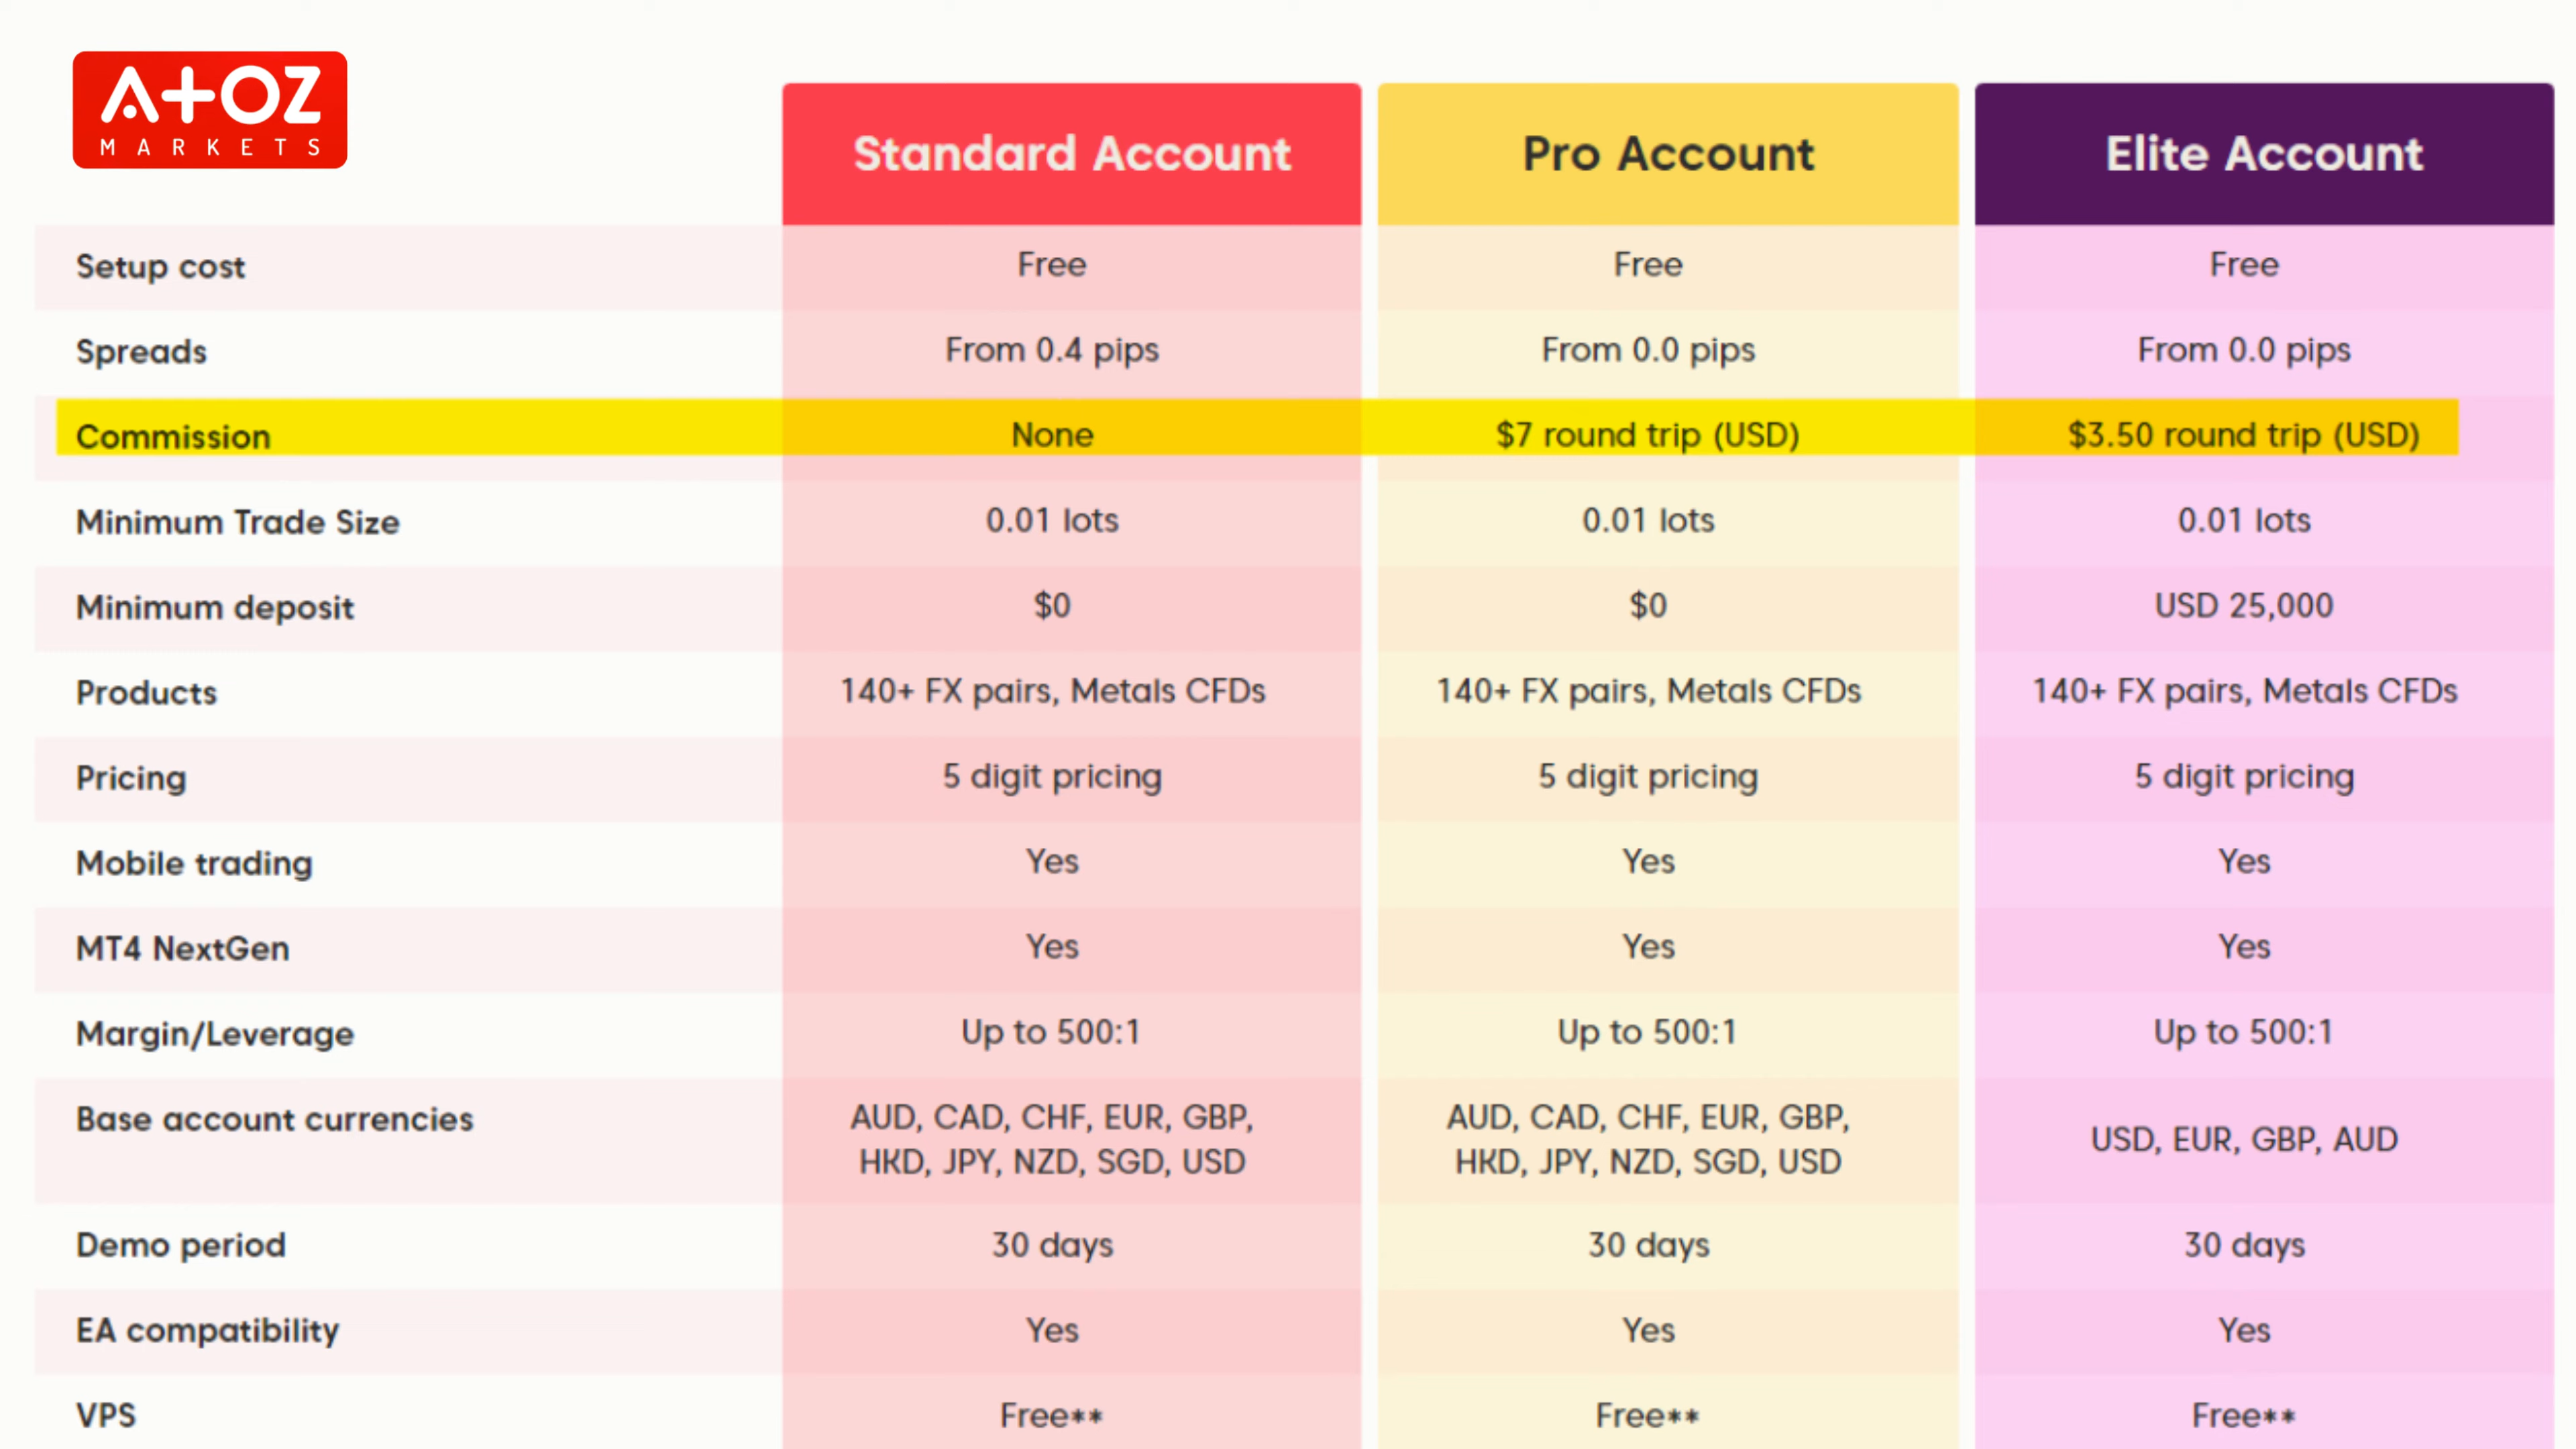 A+OZ
MARKETS
Standard Account Pro Account Elite Account
Setup cost Free Free Free
Spreads From 0.4 pips From 0.0 pips From 0.0 pips
Commission None $7 round trip (USD) $3.50 round trip (USD)
Minimum Trade Size 0.01 lots 0.01 lots 0.01 lots
Minimum deposit $0 $0 USD 25,000
Products 140+ FX pairs, Metals CFDs 140+ FX pairs, Metals CFDs 140+ FX pairs, Metals CFDs
Pricing 5 digit pricing 5 digit pricing 5 digit pricing
Mobile trading Yes Yes Yes
MT4 NextGen Yes Yes Yes
Margin/Leverage Up to 500:1 Up to 500:1 Up to 500:1
Base account currencies AUD, CAD, CHF, EUR, GBP, AUD, CAD, CHF, EUR, GBP, USD, EUR, GBP, AUD
HKD, JPY, NZD, SGD, USD HKD, JPY, NZD, SGD, USD
Demo period 30 days 30 days 30 days
EA compatibility Yes Yes Yes
VPS Free** Free** Free**